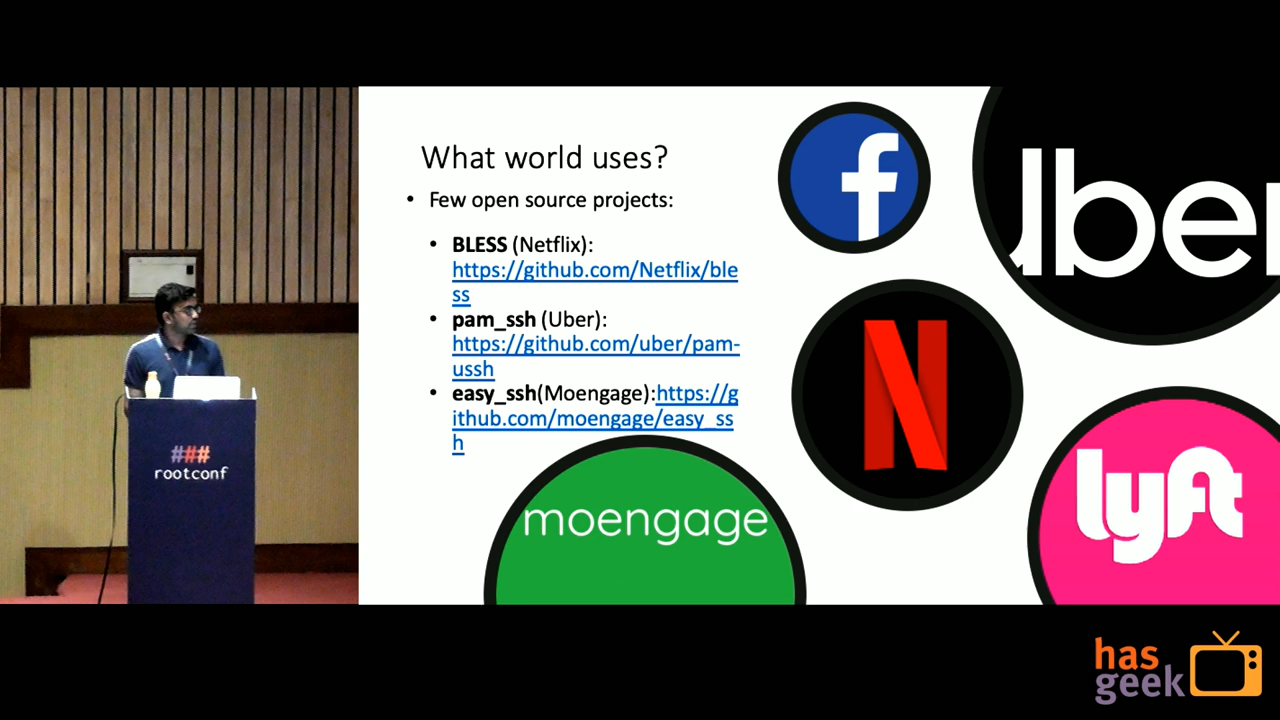 What world uses?
• Few open source projects:
• BLESS (Netflix):
https://github.com/Netflix/ble
ss
• pam_ssh (Uber):
https://github.com/uber/pam-
ussh
• easy_ssh(Moengage):https://g
ithub.com/moengage/easy_ss
h
f
uber
N
lyft
moengage
###
rootconf
has
geek